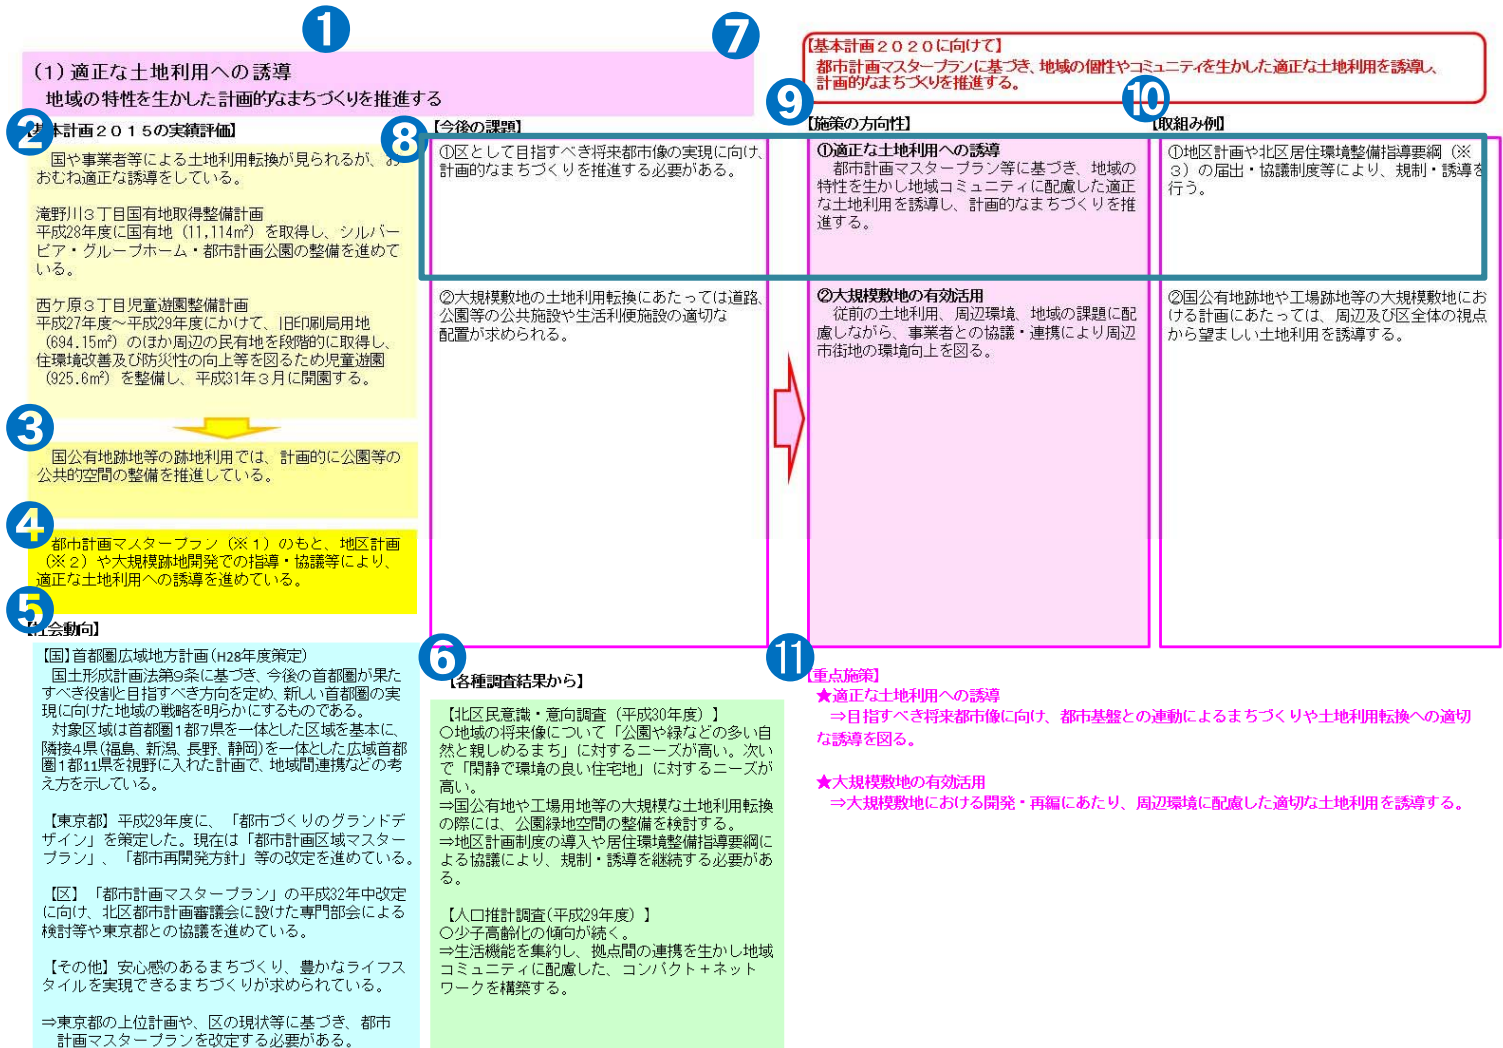 1
(1) 適正な土地利用への誘導
地域の特性を生かした計画的なまちづくりを推進する
2
【基本計画2015の実績評価】
国や事業者等による土地利用転換が見られるが、お
おむね適正な誘導をしている。
滝野川3丁目国有地取得整備計画
平成28年度に国有地（11,114㎡）を取得し、シルバー
ピア・グループホーム・都市計画公園の整備を進めて
いる。
西ケ原3丁目児童遊園整備計画
平成27年度～平成29年度にかけて、旧印刷局用地
（694.15㎡）のほか周辺の民有地を段階的に取得し、
住環境改善及び防災性の向上等を図るため児童遊園
（925.6㎡）を整備し、平成31年3月に開園する。
3
国公有地跡地等の跡地利用では、計画的に公園等の
公共的空間の整備を推進している。
4
都市計画マスタープラン（※1）のもと、地区計画
（※2）や大規模跡地開発での指導・協議等により、
適正な土地利用への誘導を進めている。
5
【社会動向】
【国】首都圏広域地方計画(H28年度策定)
国土形成計画法第9条に基づき、今後の首都圏が果た
すべき役割と目指すべき方向を定め、新しい首都圏の実
現に向けた地域の戦略を明らかにするものである。
対象区域は首都圏1都7県を一体とした区域を基本に、
隣接4県(福島、新潟、長野、静岡)を一体とした広域首都
圏1都11県を視野に入れた計画で、地域間連携などの考
え方を示している。
【東京都】平成29年度に、「都市づくりのグランドデ
ザイン」を策定した。現在は「都市計画区域マスター
プラン」、「都市再開発方針」等の改定を進めている。
【区】「都市計画マスタープラン」の平成32年中改定
に向け、北区都市計画審議会に設けた専門部会による
検討等や東京都との協議を進めている。
【その他】安心感のあるまちづくり、豊かなライフス
タイルを実現できるまちづくりが求められている。
⇒東京都の上位計画や、区の現状等に基づき、都市
計画マスタープランを改定する必要がある。
8
【今後の課題】
①区として目指すべき将来都市像の実現に向け、
計画的なまちづくりを推進する必要がある。
②大規模敷地の土地利用転換にあたっては道路、
公園等の公共施設や生活利便施設の適切な
配置が求められる。
6
【各種調査結果から】
【北区民意識・意向調査（平成30年度）】
○地域の将来像について「公園や緑などの多い自
然と親しめるまち」に対するニーズが高い。次い
で「閑静で環境の良い住宅地」に対するニーズが
高い。
⇒国公有地や工場用地等の大規模な土地利用転換
の際には、公園緑地空間の整備を検討する。
⇒地区計画制度の導入や居住環境整備指導要綱に
よる協議により、規制・誘導を継続する必要があ
る。
【人口推計調査(平成29年度）】
○少子高齢化の傾向が続く。
⇒生活機能を集約し、拠点間の連携を生かし地域
コミュニティに配慮した、コンパクト＋ネット
ワークを構築する。
7
【基本計画2020に向けて】
都市計画マスタープランに基づき、地域の個性やコミュニティを生かした適正な土地利用を誘導し、
計画的なまちづくりを推進する。
9
【施策の方向性】
①適正な土地利用への誘導
都市計画マスタープラン等に基づき、地域の
特性を生かし地域コミュニティに配慮した適正
な土地利用を誘導し、計画的なまちづくりを推
進する。
②大規模敷地の有効活用
従前の土地利用、周辺環境、地域の課題に配
慮しながら、事業者との協議・連携により周辺
市街地の環境向上を図る。
10
【取組み例】
①地区計画や北区居住環境整備指導要綱（※
3）の届出・協議制度等により、規制・誘導を
行う。
②国公有地跡地や工場跡地等の大規模敷地にお
ける計画にあたっては、周辺及び区全体の視点
から望ましい土地利用を誘導する。
11
【重点施策】
★適正な土地利用への誘導
⇒目指すべき将来都市像に向け、都市基盤との連動によるまちづくりや土地利用転換への適切
な誘導を図る。
★大規模敷地の有効活用
⇒大規模敷地における開発・再編にあたり、周辺環境に配慮した適切な土地利用を誘導する。